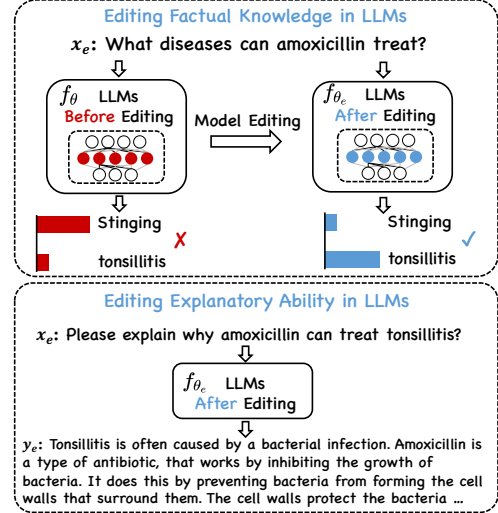 Editing Factual Knowledge in LLMs
xₑ: What diseases can amoxicillin treat?
f_θ LLMs
Before Editing
Model Editing
f_θₑ LLMs
After Editing
Stinging
✗
tonsillitis
Stinging
✓
tonsillitis
Editing Explanatory Ability in LLMs
xₑ: Please explain why amoxicillin can treat tonsillitis?
f_θₑ LLMs
After Editing
yₑ: Tonsillitis is often caused by a bacterial infection. Amoxicillin is
a type of antibiotic, that works by inhibiting the growth of
bacteria. It does this by preventing bacteria from forming the cell
walls that surround them. The cell walls protect the bacteria ...